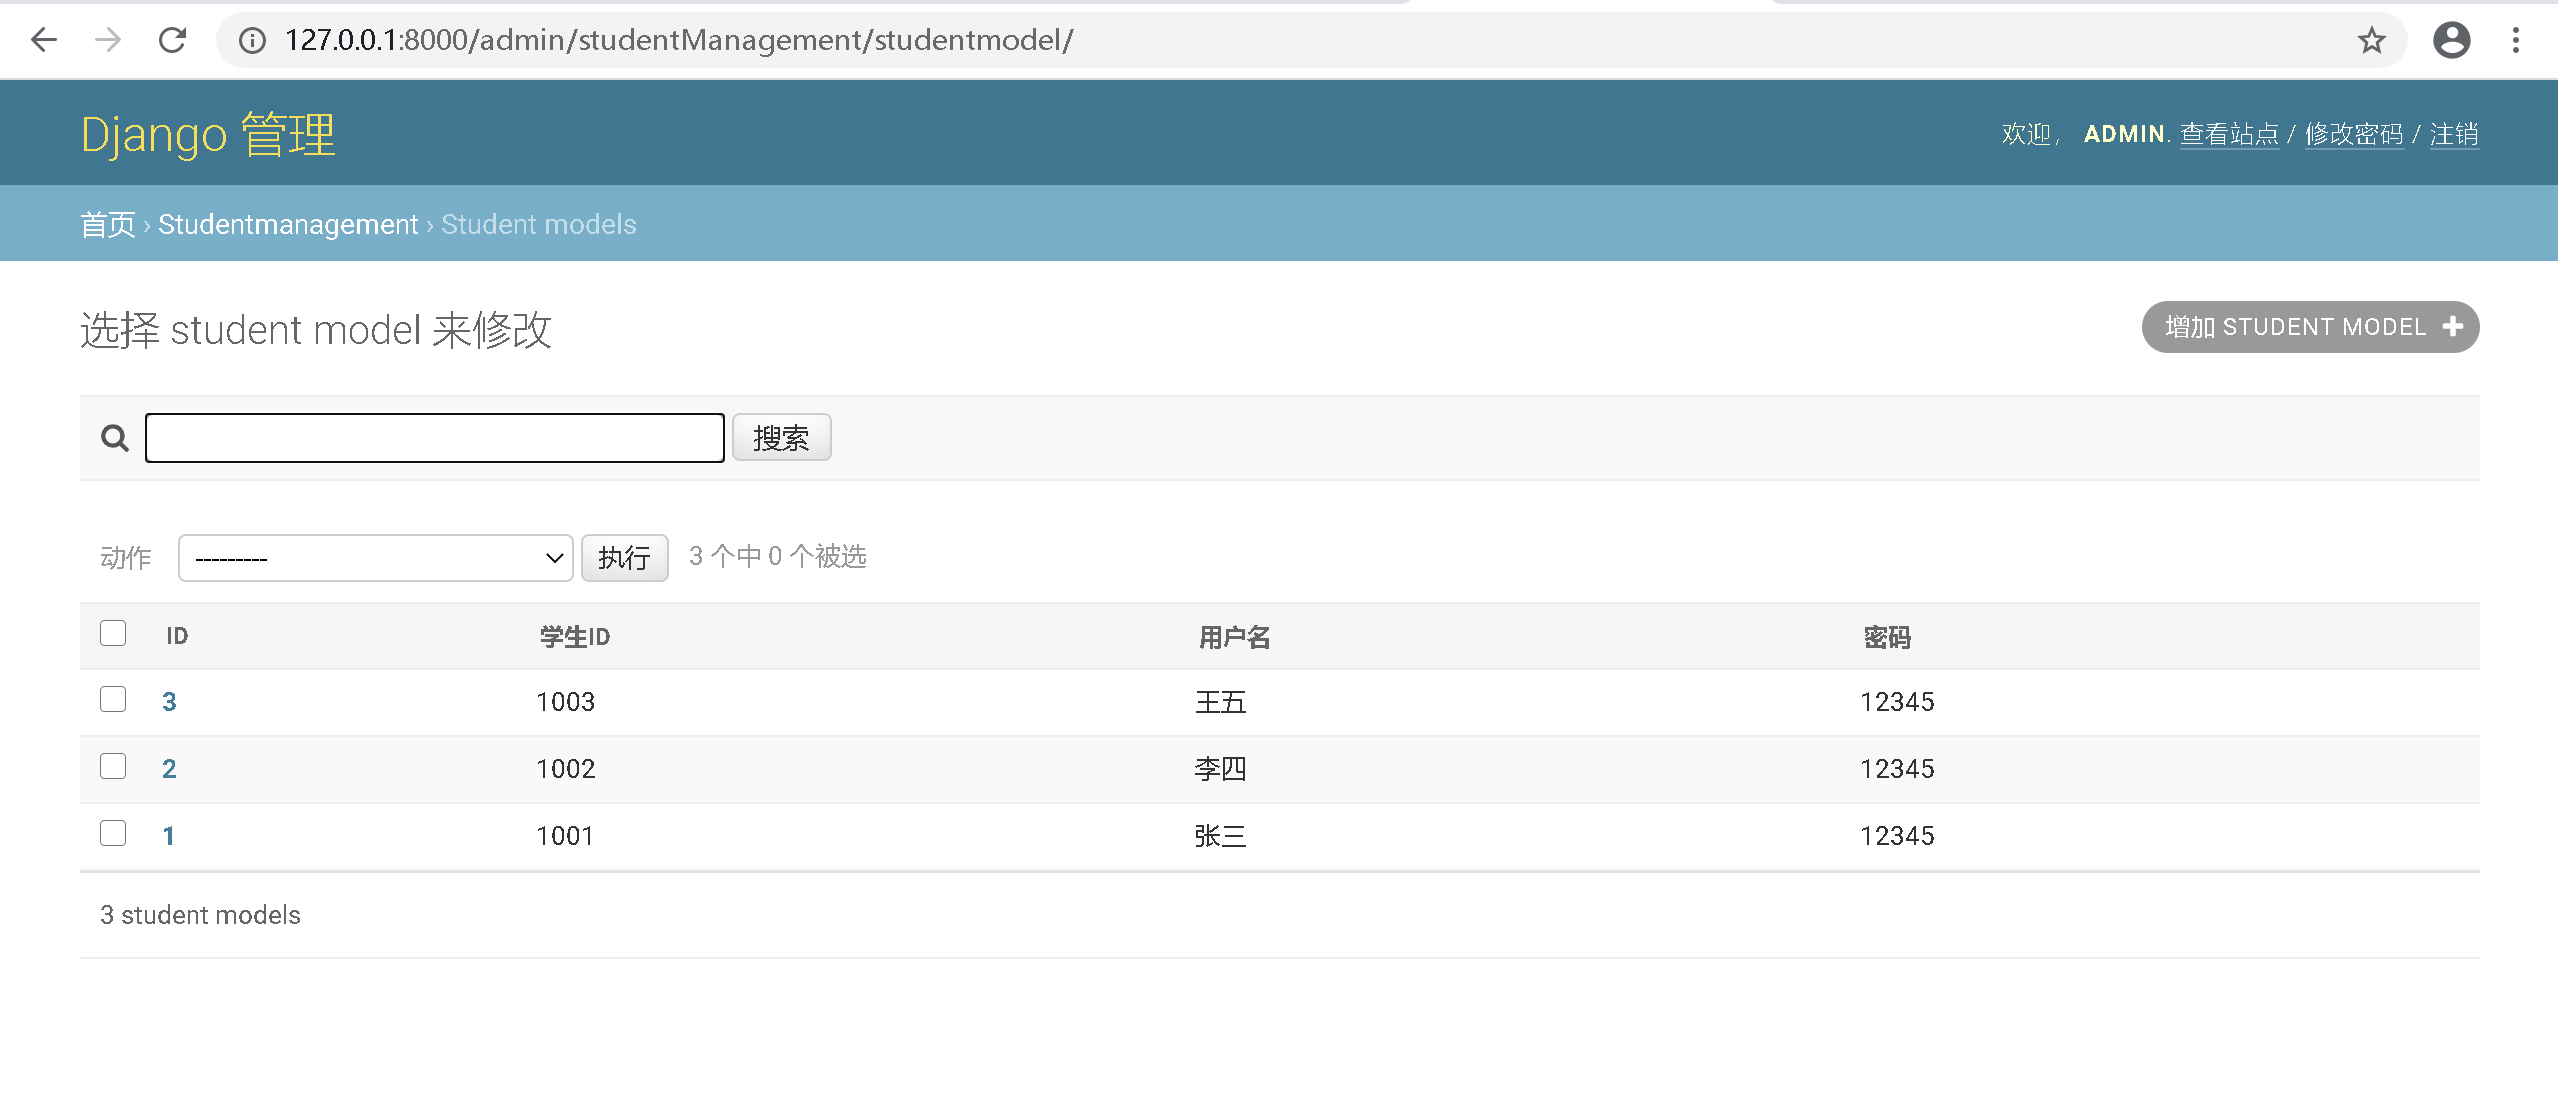 127.0.0.1:8000/admin/studentManagement/studentmodel/
Django 管理
欢迎， ADMIN. 查看站点 / 修改密码 / 注销
首页 › Studentmanagement › Student models
选择 student model 来修改
增加 STUDENT MODEL
搜索
动作 --------- 执行 3 个中 0 个被选
ID 学生ID 用户名 密码
3 1003 王五 12345
2 1002 李四 12345
1 1001 张三 12345
3 student models